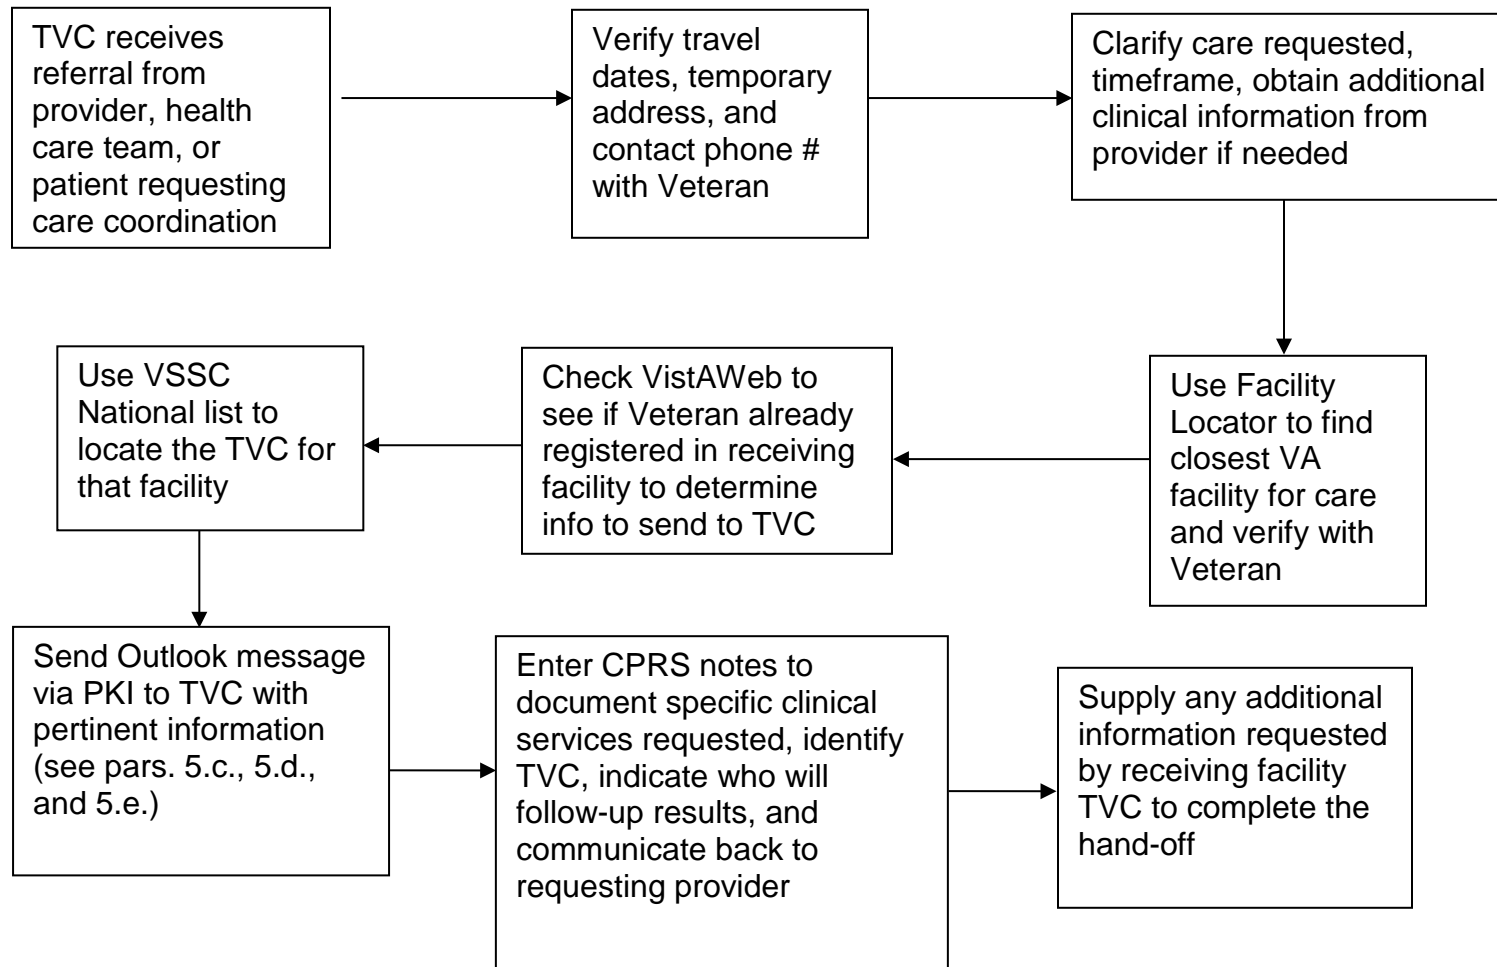 TVC receives
referral from
provider, health
care team, or
patient requesting
care coordination
Verify travel
dates, temporary
address, and
contact phone #
with Veteran
Clarify care requested,
timeframe, obtain additional
clinical information from
provider if needed
Use Facility
Locator to find
closest VA
facility for care
and verify with
Veteran
Check VistAWeb to
see if Veteran already
registered in receiving
facility to determine
info to send to TVC
Use VSSC
National list to
locate the TVC for
that facility
Send Outlook message
via PKI to TVC with
pertinent information
(see pars. 5.c., 5.d.,
and 5.e.)
Enter CPRS notes to
document specific clinical
services requested, identify
TVC, indicate who will
follow-up results, and
communicate back to
requesting provider
Supply any additional
information requested
by receiving facility
TVC to complete the
hand-off